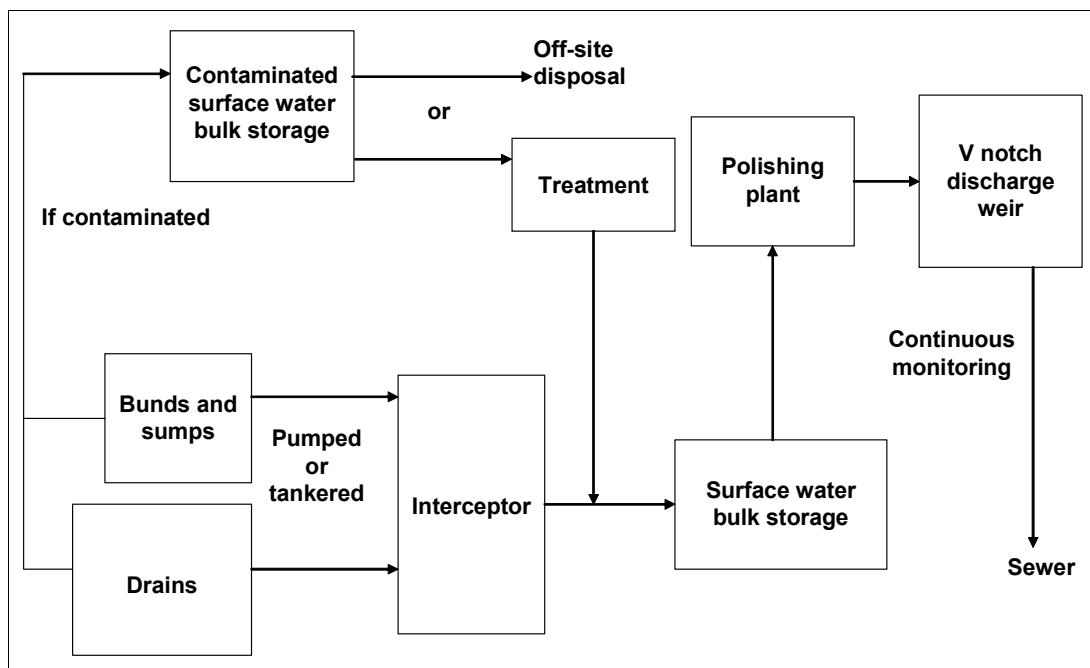 Contaminated
surface water
bulk storage
Off-site
disposal
or
Treatment
Polishing
plant
V notch
discharge
weir
If contaminated
Continuous
monitoring
Bunds and
sumps
Pumped
or
tankered
Interceptor
Surface water
bulk storage
Drains
Sewer